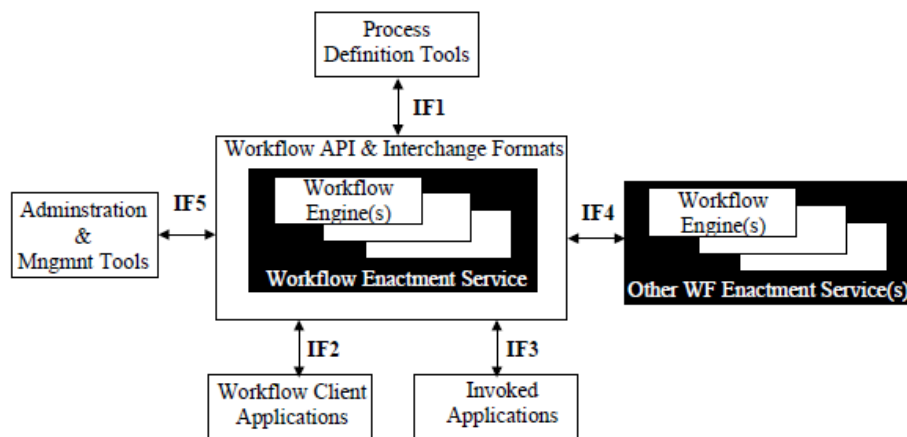 Process
Definition Tools
IF1
Workflow API & Interchange Formats
Workflow
Engine(s)
Workflow Enactment Service
IF5
Adminstration
&
Mngmnt Tools
IF4
Workflow
Engine(s)
Other WF Enactment Service(s)
IF2
IF3
Workflow Client
Applications
Invoked
Applications